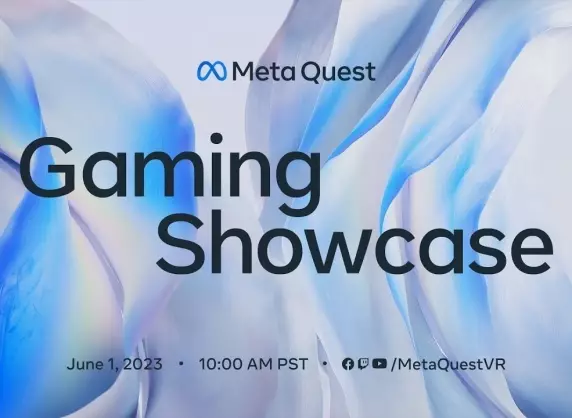 Meta Quest
Gaming
Showcase
June 1, 2023 • 10:00 AM PST • /MetaQuestVR